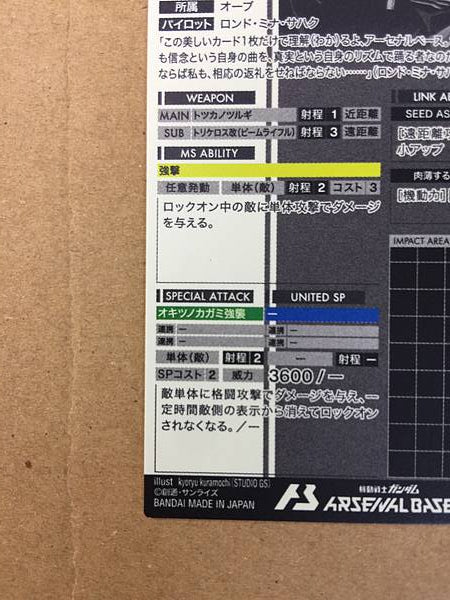 所属 オーブ
パイロット ロンド・ミナ・サハク
「この美しいカード1枚だけで理解(わか)るよ、アーセナルベース。
も信念を、真実という自身のリズムで踊る者なのだ
ならば私も、相応の返礼をせねばならない……」(ロンド・ミナ・サハ
WEAPON
MAIN トツカノツルギ 射程 1 近距離
SUB トリケロス改(ビームライフル) 射程 3 遠距離
MS ABILITY
強撃
任意発動 単体(敵) 射程 2 コスト 3
ロックオン中の敵に単体攻撃でダメージ
を与える。
LINK AB
SEED AS
[遠距離
小アップ
肉薄する
[機動力]
IMPACT AREA
SPECIAL ATTACK UNITED SP
オキツノカガミ強襲 ー
連携 ー 連携 ー
連携 ー 連携 ー
単体(敵) 射程 2 ー 射程 ー
SPコスト 2 威力 3600/ー
敵単体に格闘攻撃でダメージを与え、一
定時間敵側の表示から消えてロックオン
されなくなる。/ー
illust kyoryu kuramochi(STUDIO G5)
©創通・サンライズ
BANDAI MADE IN JAPAN
機動戦士ガンダム
ARSENAL BASE